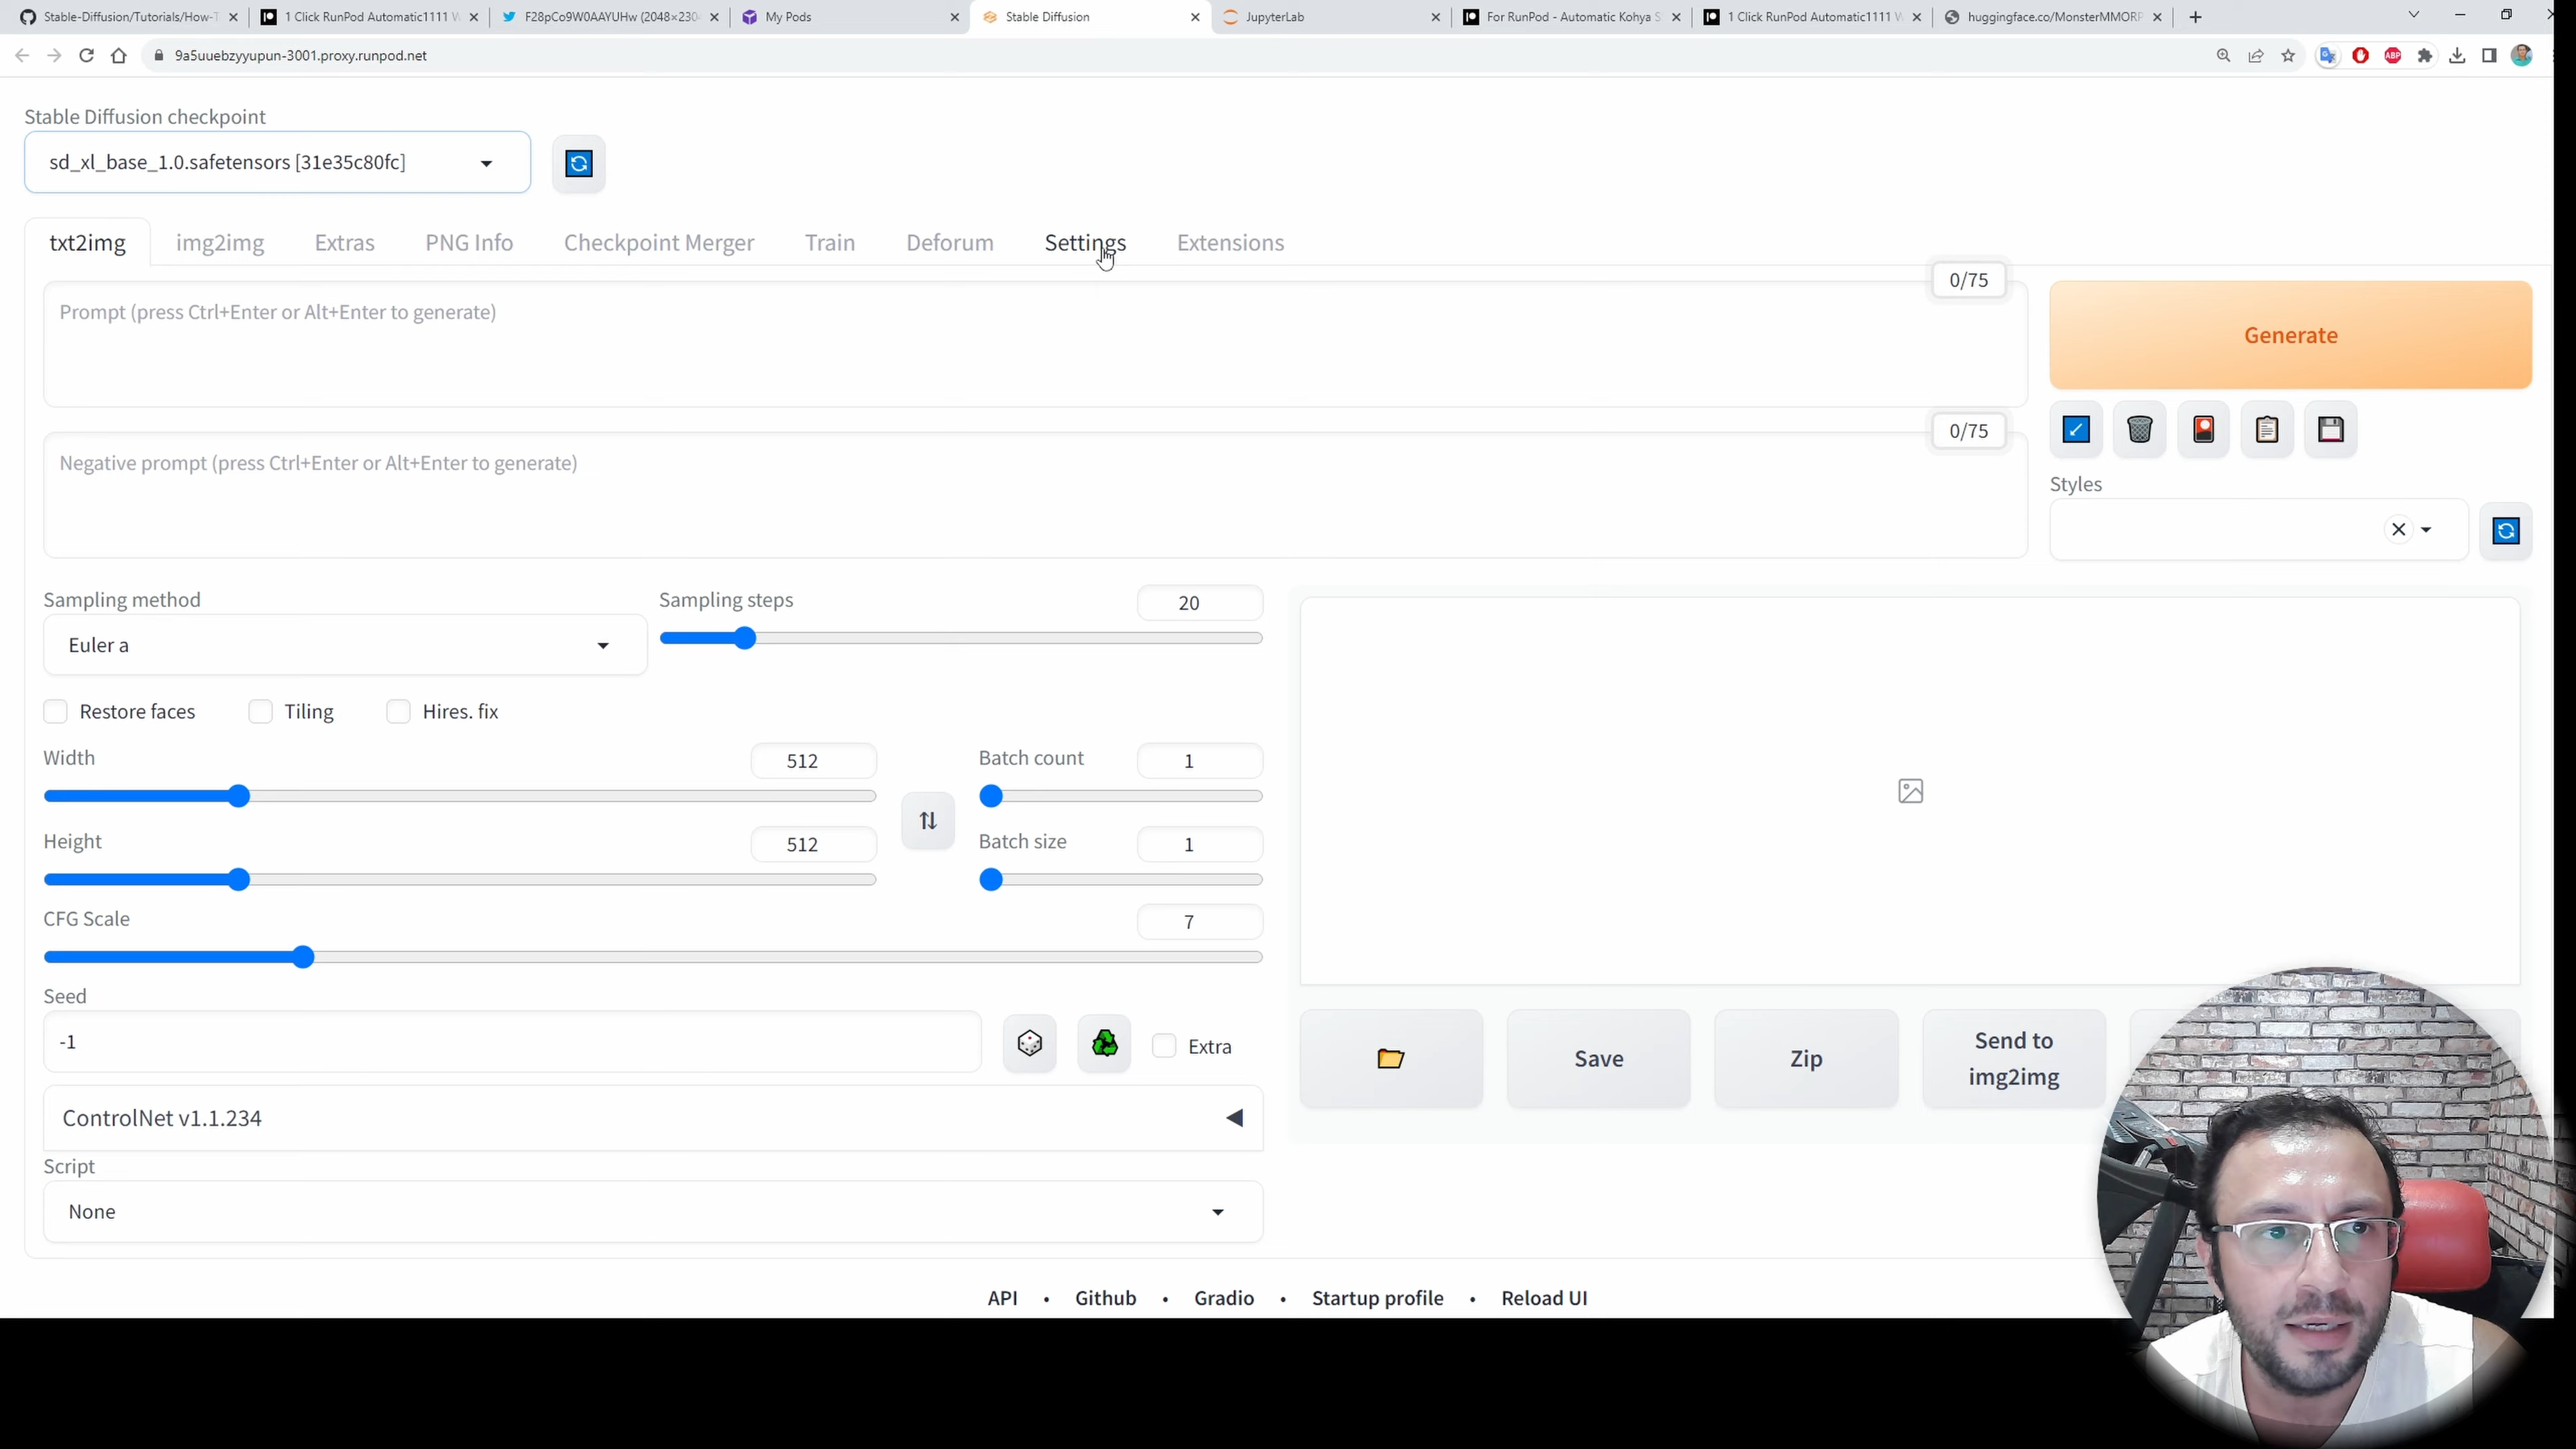 Stable-Diffusion/Tutorials/How-T
1 Click RunPod Automatic1111 W
F28pCo9W0AAYUHw (2048×230
My Pods
Stable Diffusion
JupyterLab
For RunPod - Automatic Kohya S
1 Click RunPod Automatic1111 W
huggingface.co/MonsterMMORP
9a5uuebzyyupun-3001.proxy.runpod.net
ABP
Stable Diffusion checkpoint
sd_xl_base_1.0.safetensors [31e35c80fc]
txt2img
img2img
Extras
PNG Info
Checkpoint Merger
Train
Deforum
Settings
Extensions
0/75
Prompt (press Ctrl+Enter or Alt+Enter to generate)
Generate
0/75
Negative prompt (press Ctrl+Enter or Alt+Enter to generate)
Styles
Sampling method
Euler a
Sampling steps
20
Restore faces
Tiling
Hires. fix
Width
512
Batch count
1
Height
512
Batch size
1
CFG Scale
7
Seed
-1
Extra
Save
Zip
Send to
img2img
ControlNet v1.1.234
Script
None
API • Github • Gradio • Startup profile • Reload UI